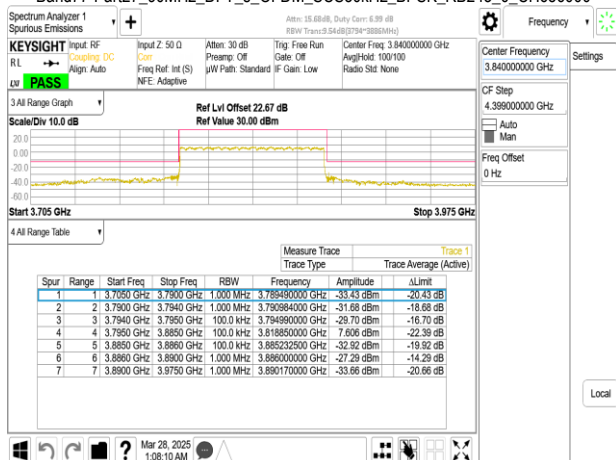 Spectrum Analyzer 1
Spurious Emissions
Attn: 15.68dB, Duty Corr: 6.99 dB
RBW Trans:9.54dB(3794~3886MHz)
Frequency
KEYSIGHT Input: RF Input Z: 50 Ω Atten: 30 dB Trig: Free Run Center Freq: 3.840000000 GHz
RL Coupling: DC Corr Preamp: Off Gate: Off Avg|Hold: 100/100
Align: Auto Freq Ref: Int (S) µW Path: Standard IF Gain: Low Radio Std: None
LXI PASS NFE: Adaptive
Center Frequency
3.840000000 GHz
Settings
CF Step
4.399000000 GHz
Auto
Man
Freq Offset
0 Hz
3 All Range Graph
Ref Lvl Offset 22.67 dB
Scale/Div 10.0 dB Ref Value 30.00 dBm
20.0
0.00
-20.0
-40.0
-60.0
Start 3.705 GHz Stop 3.975 GHz
4 All Range Table
Measure Trace Trace 1
Trace Type Trace Average (Active)
Spur Range Start Freq Stop Freq RBW Frequency Amplitude ΔLimit
1 1 3.7050 GHz 3.7900 GHz 1.000 MHz 3.789490000 GHz -33.43 dBm -20.43 dB
2 2 3.7900 GHz 3.7940 GHz 1.000 MHz 3.790984000 GHz -31.68 dBm -18.68 dB
3 3 3.7940 GHz 3.7950 GHz 100.0 kHz 3.794990000 GHz -29.70 dBm -16.70 dB
4 4 3.7950 GHz 3.8850 GHz 100.0 kHz 3.818850000 GHz 7.606 dBm -22.39 dB
5 5 3.8850 GHz 3.8860 GHz 100.0 kHz 3.885232500 GHz -32.92 dBm -19.92 dB
6 6 3.8860 GHz 3.8900 GHz 1.000 MHz 3.886000000 GHz -27.29 dBm -14.29 dB
7 7 3.8900 GHz 3.9750 GHz 1.000 MHz 3.890170000 GHz -33.66 dBm -20.66 dB
Local
Mar 28, 2025
1:08:10 AM